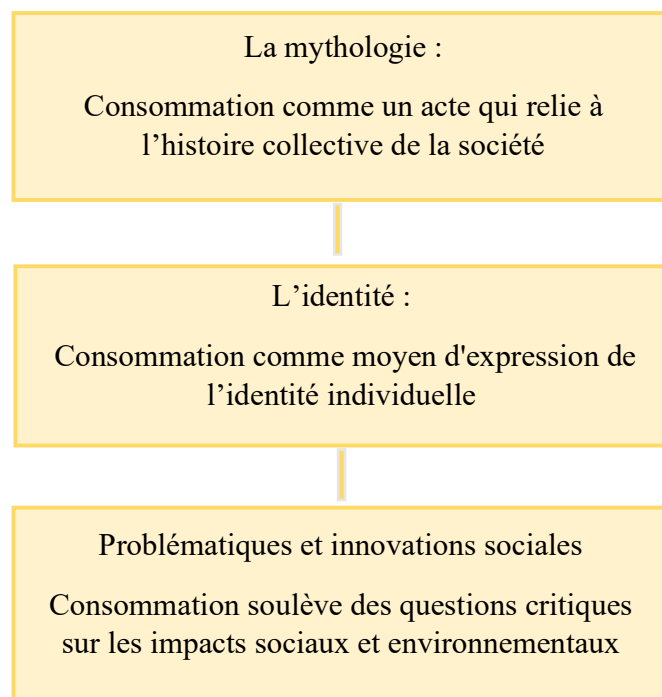 La mythologie :
Consommation comme un acte qui relie à
l’histoire collective de la société
L’identité :
Consommation comme moyen d'expression de
l’identité individuelle
Problématiques et innovations sociales
Consommation soulève des questions critiques
sur les impacts sociaux et environnementaux